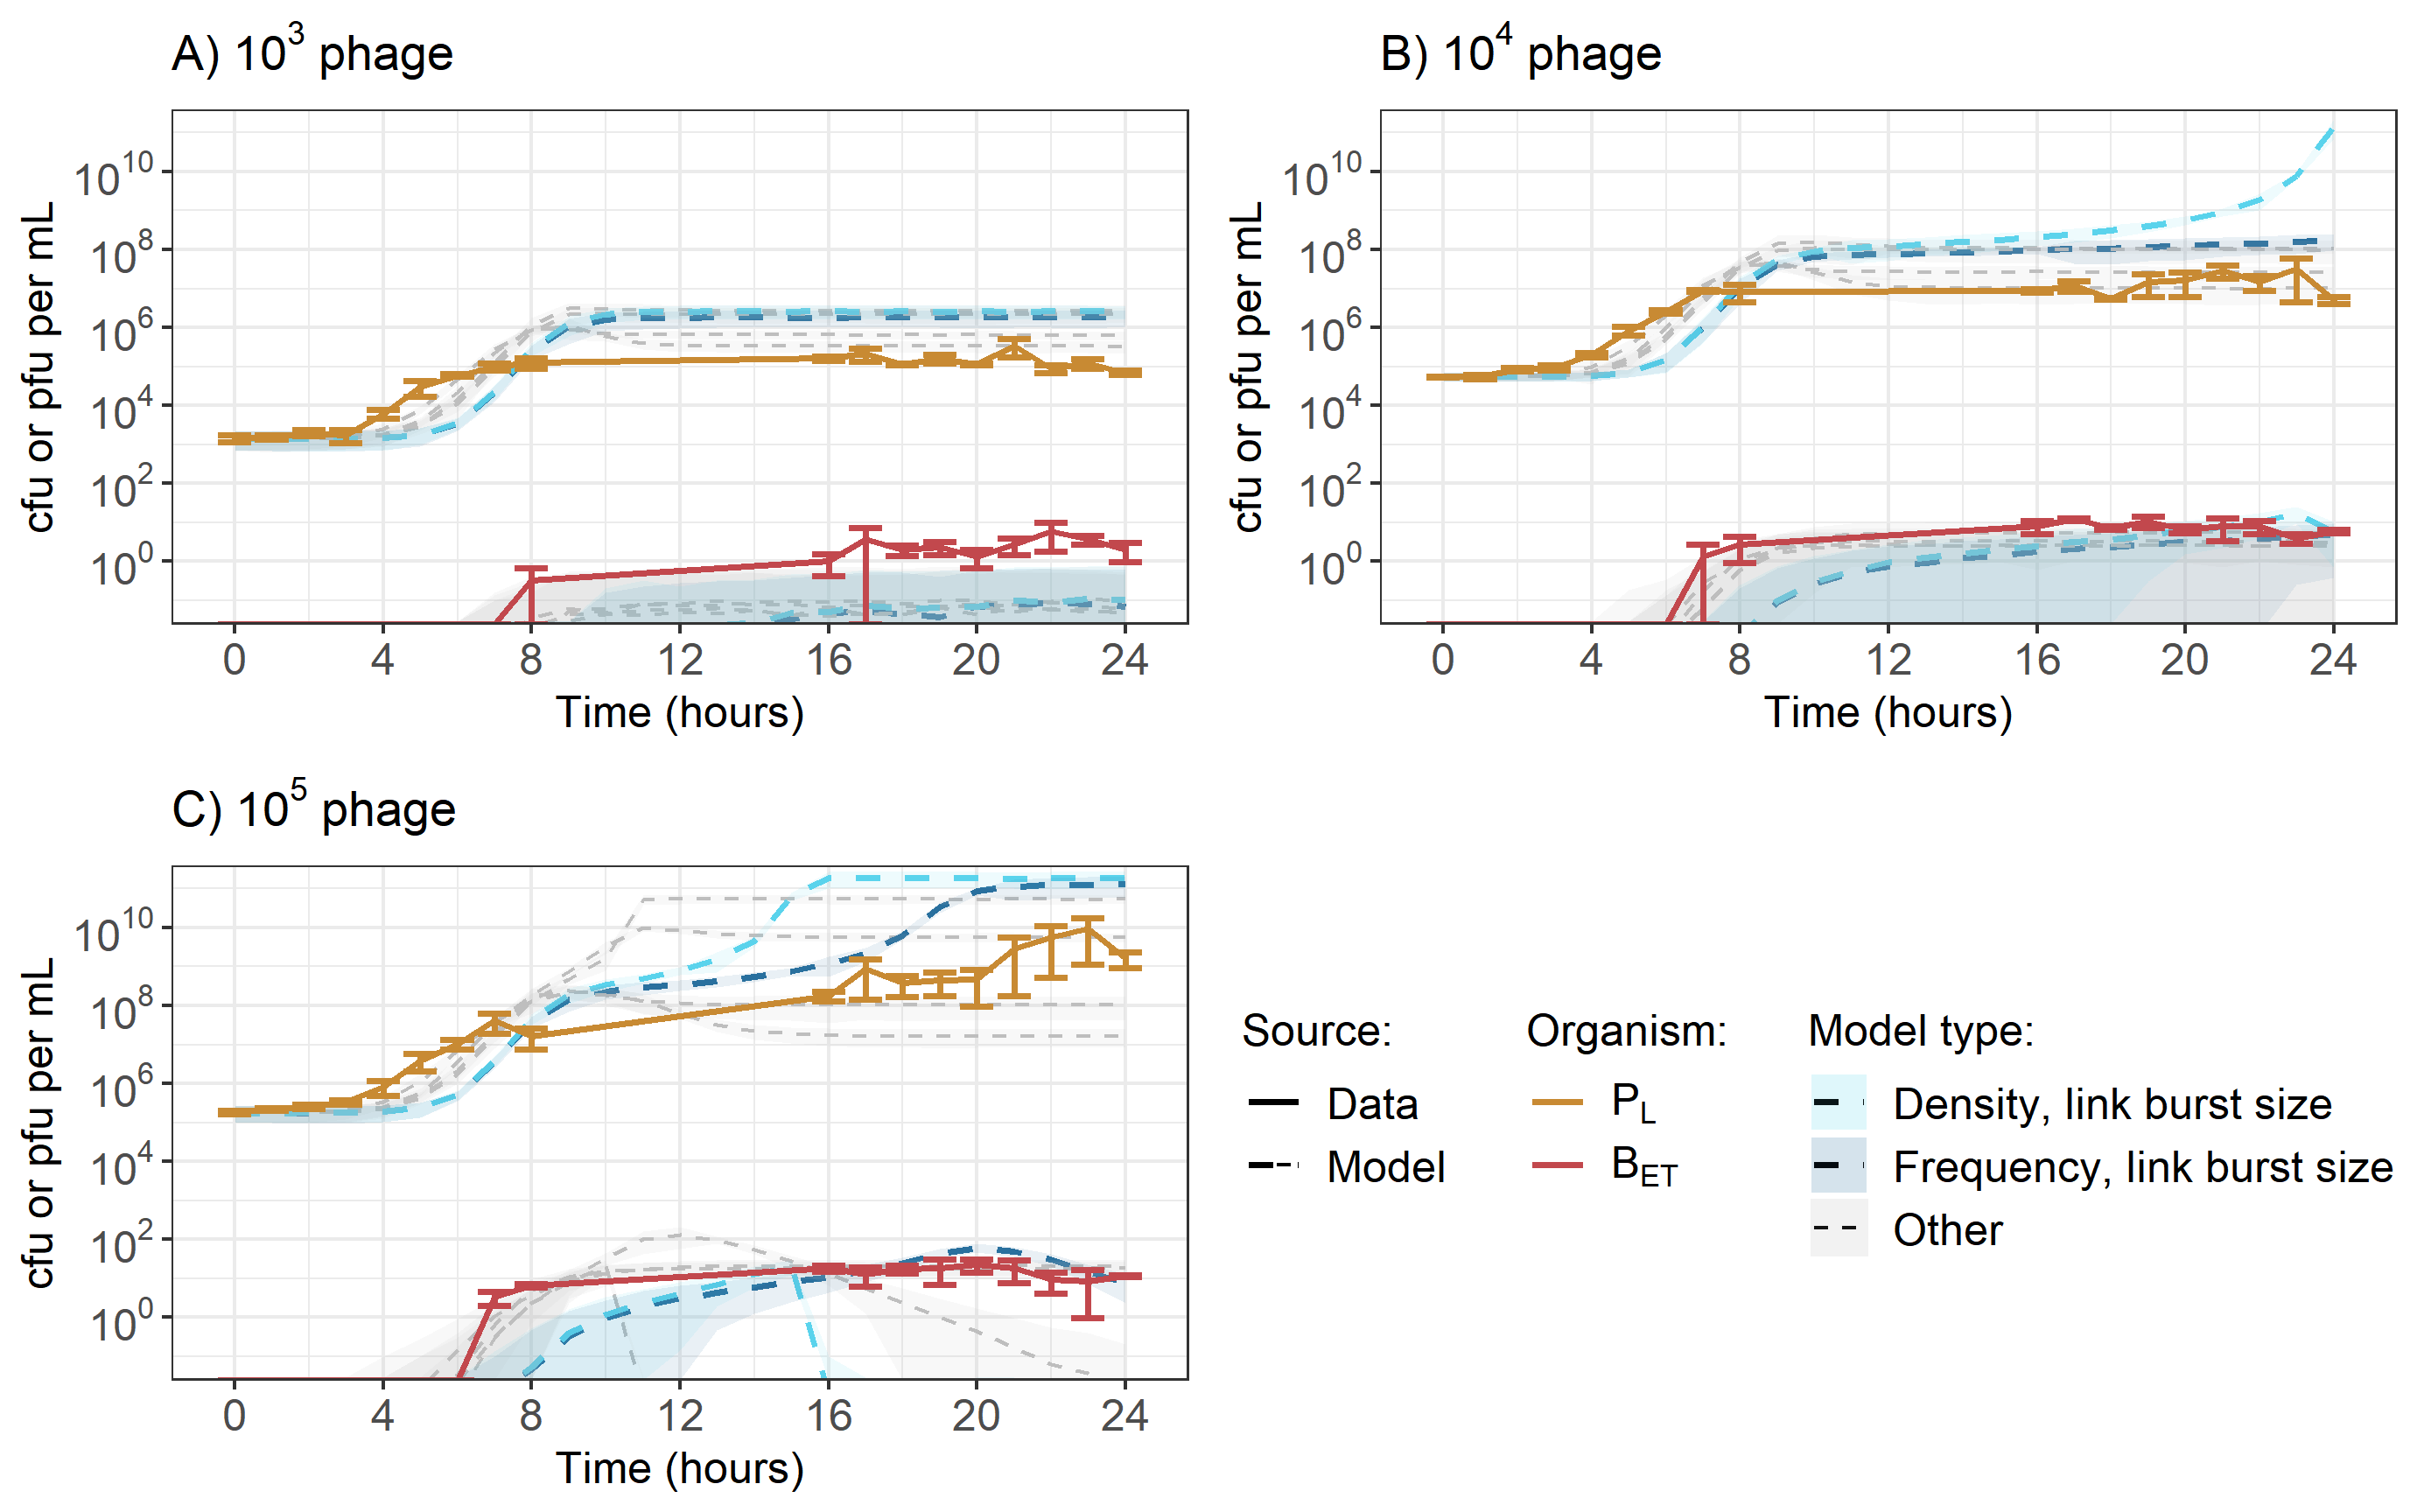 A) 10³ phage
cfu or pfu per mL
10¹⁰
10⁸
10⁶
10⁴
10²
10⁰
0 4 8 12 16 20 24
Time (hours)
B) 10⁴ phage
cfu or pfu per mL
10¹⁰
10⁸
10⁶
10⁴
10²
10⁰
0 4 8 12 16 20 24
Time (hours)
C) 10⁵ phage
cfu or pfu per mL
10¹⁰
10⁸
10⁶
10⁴
10²
10⁰
0 4 8 12 16 20 24
Time (hours)
Source:
Data
Model
Organism:
P_L
B_ET
Model type:
Density, link burst size
Frequency, link burst size
Other